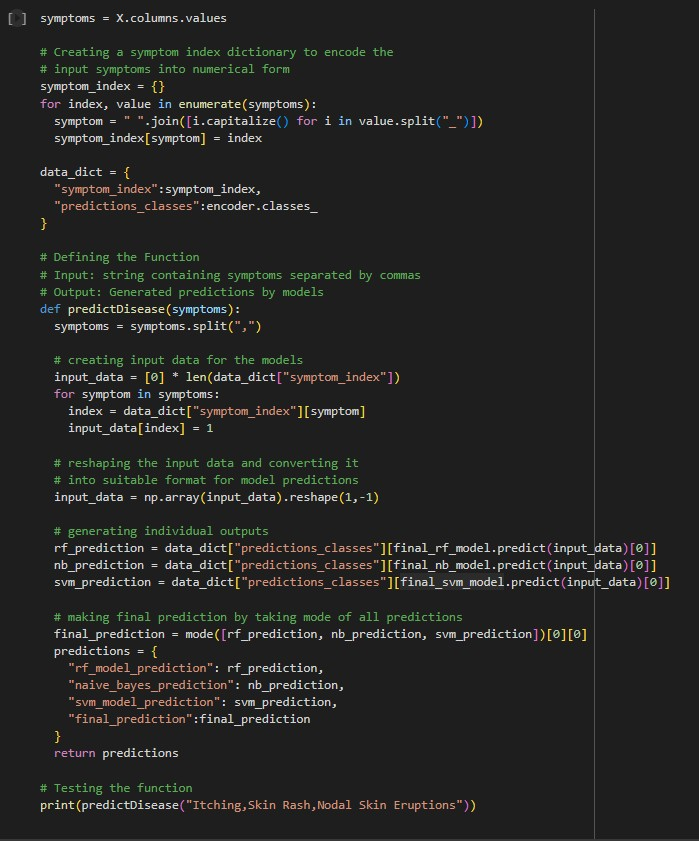 [ ] symptoms = X.columns.values
# Creating a symptom index dictionary to encode the
# input symptoms into numerical form
symptom_index = {}
for index, value in enumerate(symptoms):
  symptom = " ".join([i.capitalize() for i in value.split("_")])
  symptom_index[symptom] = index
data_dict = {
  "symptom_index":symptom_index,
  "predictions_classes":encoder.classes_
}
# Defining the Function
# Input: string containing symptoms separated by commas
# Output: Generated predictions by models
def predictDisease(symptoms):
  symptoms = symptoms.split(",")
  # creating input data for the models
  input_data = [0] * len(data_dict["symptom_index"])
  for symptom in symptoms:
    index = data_dict["symptom_index"][symptom]
    input_data[index] = 1
  # reshaping the input data and converting it
  # into suitable format for model predictions
  input_data = np.array(input_data).reshape(1,-1)
  # generating individual outputs
  rf_prediction = data_dict["predictions_classes"][final_rf_model.predict(input_data)[0]]
  nb_prediction = data_dict["predictions_classes"][final_nb_model.predict(input_data)[0]]
  svm_prediction = data_dict["predictions_classes"][final_svm_model.predict(input_data)[0]]
  # making final prediction by taking mode of all predictions
  final_prediction = mode([rf_prediction, nb_prediction, svm_prediction])[0][0]
  predictions = {
    "rf_model_prediction": rf_prediction,
    "naive_bayes_prediction": nb_prediction,
    "svm_model_prediction": svm_prediction,
    "final_prediction":final_prediction
  }
  return predictions
# Testing the function
print(predictDisease("Itching,Skin Rash,Nodal Skin Eruptions"))